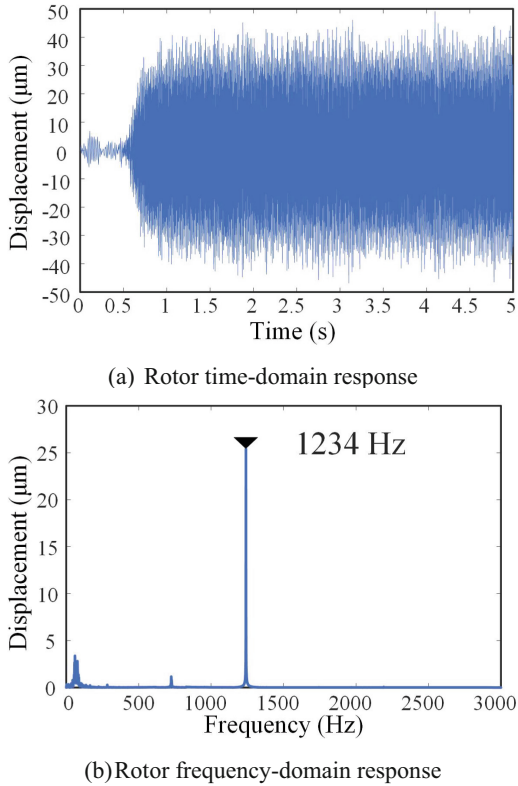 50
40
30
20
10
0
-10
-20
-30
-40
-50
Displacement (μm)
0 0.5 1 1.5 2 2.5 3 3.5 4 4.5 5
Time (s)
(a) Rotor time-domain response
30
25
20
15
10
5
0
Displacement (μm)
1234 Hz
0 500 1000 1500 2000 2500 3000
Frequency (Hz)
(b)Rotor frequency-domain response